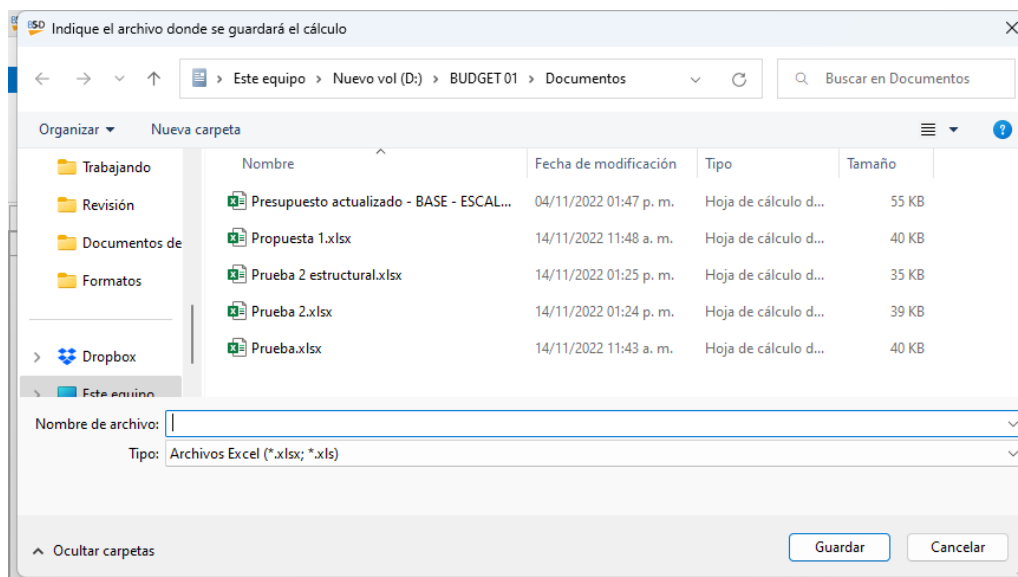 BSD Indique el archivo donde se guardará el cálculo
Este equipo > Nuevo vol (D:) > BUDGET 01 > Documentos
Buscar en Documentos
Organizar
Nueva carpeta
Trabajando
Revisión
Documentos de
Formatos
Dropbox
Este equipo
Nombre Fecha de modificación Tipo Tamaño
Presupuesto actualizado - BASE - ESCAL... 04/11/2022 01:47 p. m. Hoja de cálculo d... 55 KB
Propuesta 1.xlsx 14/11/2022 11:48 a. m. Hoja de cálculo d... 40 KB
Prueba 2 estructural.xlsx 14/11/2022 01:25 p. m. Hoja de cálculo d... 35 KB
Prueba 2.xlsx 14/11/2022 01:24 p. m. Hoja de cálculo d... 39 KB
Prueba.xlsx 14/11/2022 11:43 a. m. Hoja de cálculo d... 40 KB
Nombre de archivo:
Tipo: Archivos Excel (*.xlsx; *.xls)
Ocultar carpetas
Guardar
Cancelar